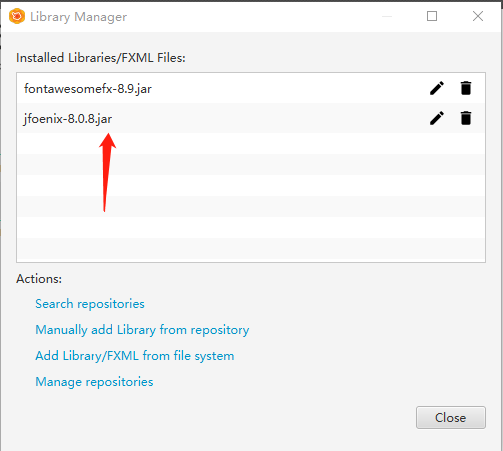 Library Manager
Installed Libraries/FXML Files:
fontawesomefx-8.9.jar
jfoenix-8.0.8.jar
Actions:
Search repositories
Manually add Library from repository
Add Library/FXML from file system
Manage repositories
Close